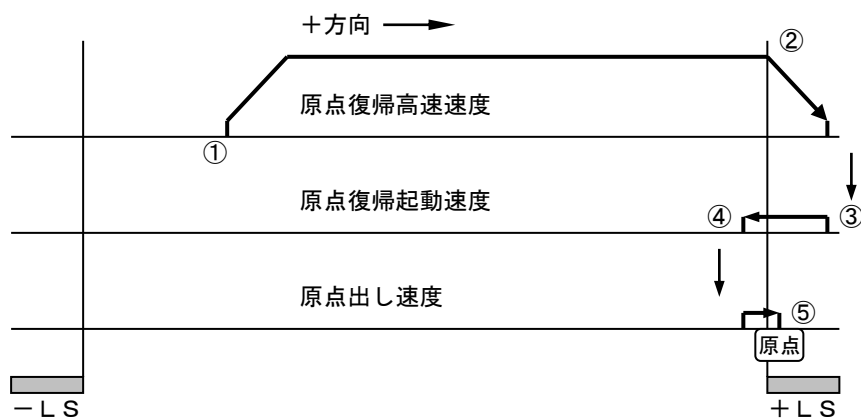 ＋方向
②
原点復帰高速速度
①
原点復帰起動速度
④
③
原点出し速度
⑤
原点
－ＬＳ
＋ＬＳ